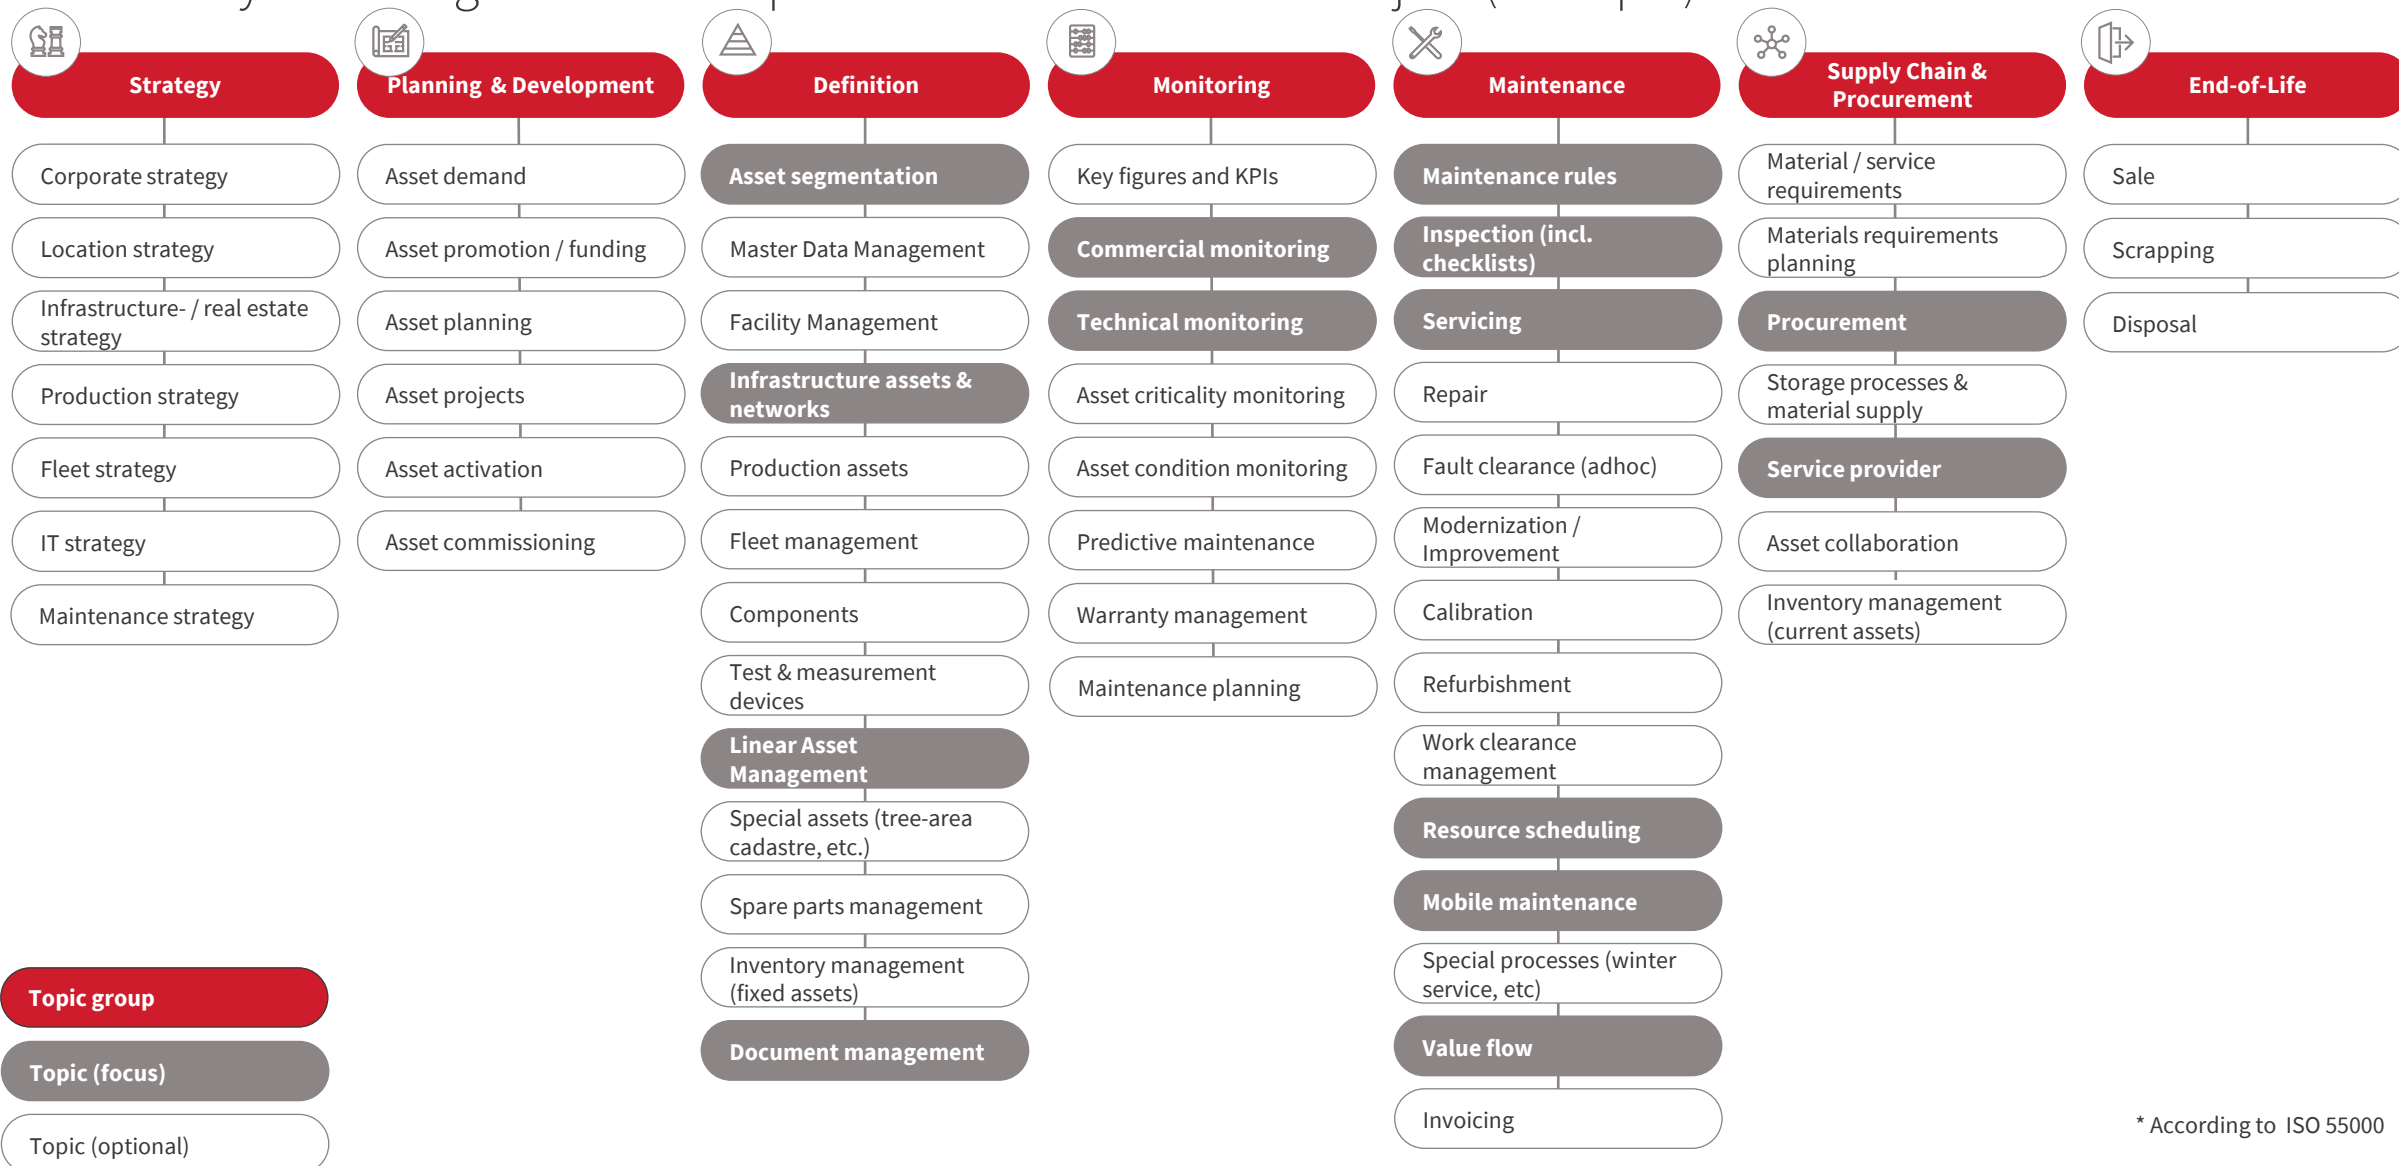 Strategy
Corporate strategy
Location strategy
Infrastructure- / real estate
strategy
Production strategy
Fleet strategy
IT strategy
Maintenance strategy
Planning & Development
Asset demand
Asset promotion / funding
Asset planning
Asset projects
Asset activation
Asset commissioning
Definition
Asset segmentation
Master Data Management
Facility Management
Infrastructure assets &
networks
Production assets
Fleet management
Components
Test & measurement
devices
Linear Asset
Management
Special assets (tree-area
cadastre, etc.)
Spare parts management
Inventory management
(fixed assets)
Document management
Monitoring
Key figures and KPIs
Commercial monitoring
Technical monitoring
Asset criticality monitoring
Asset condition monitoring
Predictive maintenance
Warranty management
Maintenance planning
Maintenance
Maintenance rules
Inspection (incl.
checklists)
Servicing
Repair
Fault clearance (adhoc)
Modernization /
Improvement
Calibration
Refurbishment
Work clearance
management
Resource scheduling
Mobile maintenance
Special processes (winter
service, etc)
Value flow
Invoicing
Supply Chain &
Procurement
Material / service
requirements
Materials requirements
planning
Procurement
Storage processes &
material supply
Service provider
Asset collaboration
Inventory management
(current assets)
End-of-Life
Sale
Scrapping
Disposal
Topic group
Topic (focus)
Topic (optional)
* According to ISO 55000